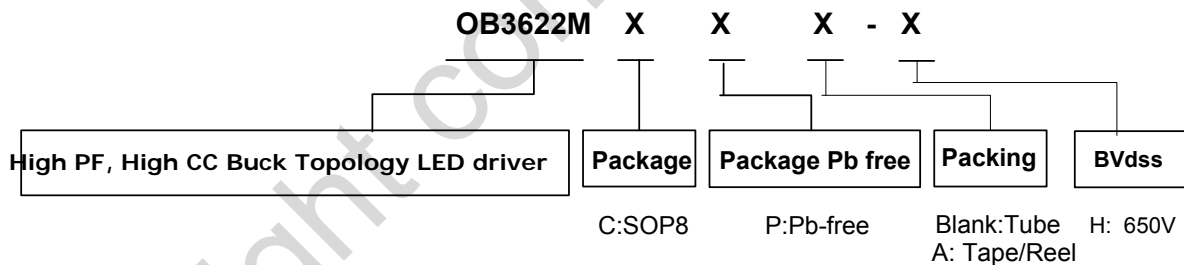 OB3622M X X X - X
High PF, High CC Buck Topology LED driver
Package
Package Pb free
Packing
BVdss
C:SOP8
P:Pb-free
Blank:Tube
A: Tape/Reel
H: 650V